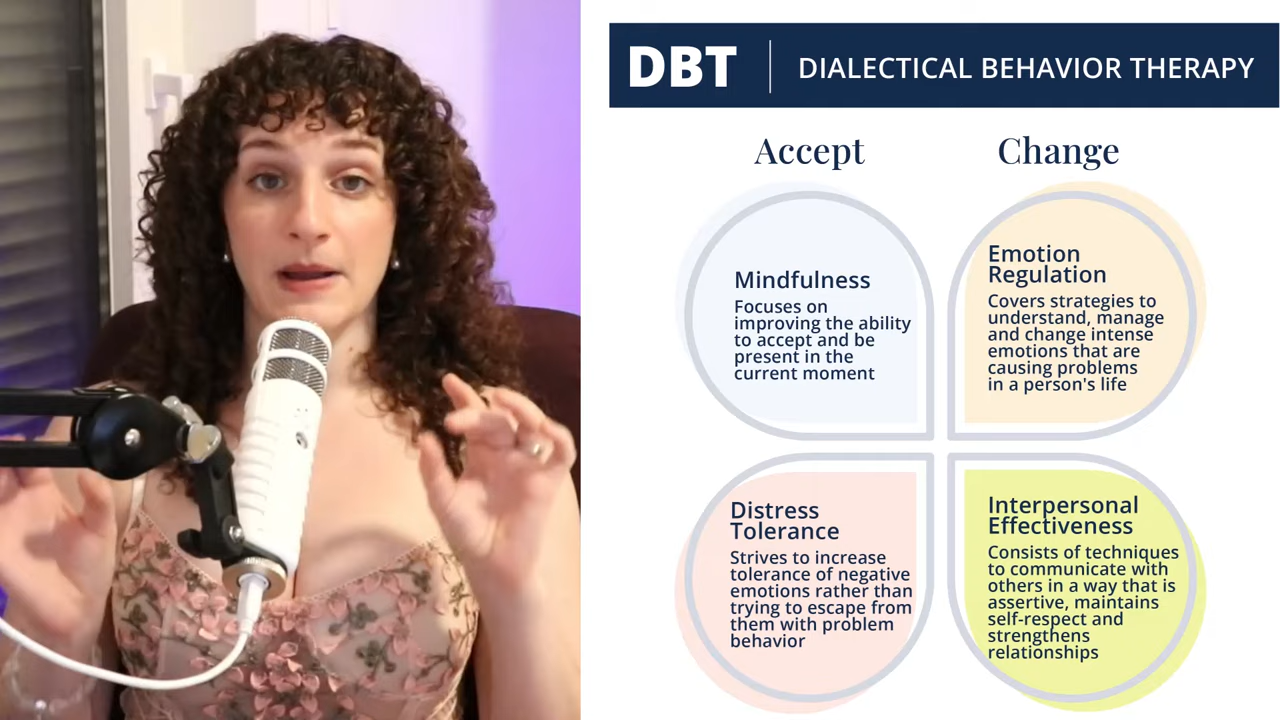 DBT | DIALECTICAL BEHAVIOR THERAPY
Accept
Change
Mindfulness
Focuses on
improving the ability
to accept and be
present in the
current moment
Emotion
Regulation
Covers strategies to
understand, manage
and change intense
emotions that are
causing problems
in a person's life
Distress
Tolerance
Strives to increase
tolerance of negative
emotions rather than
trying to escape from
them with problem
behavior
Interpersonal
Effectiveness
Consists of techniques
to communicate with
others in a way that is
assertive, maintains
self-respect and
strengthens
relationships